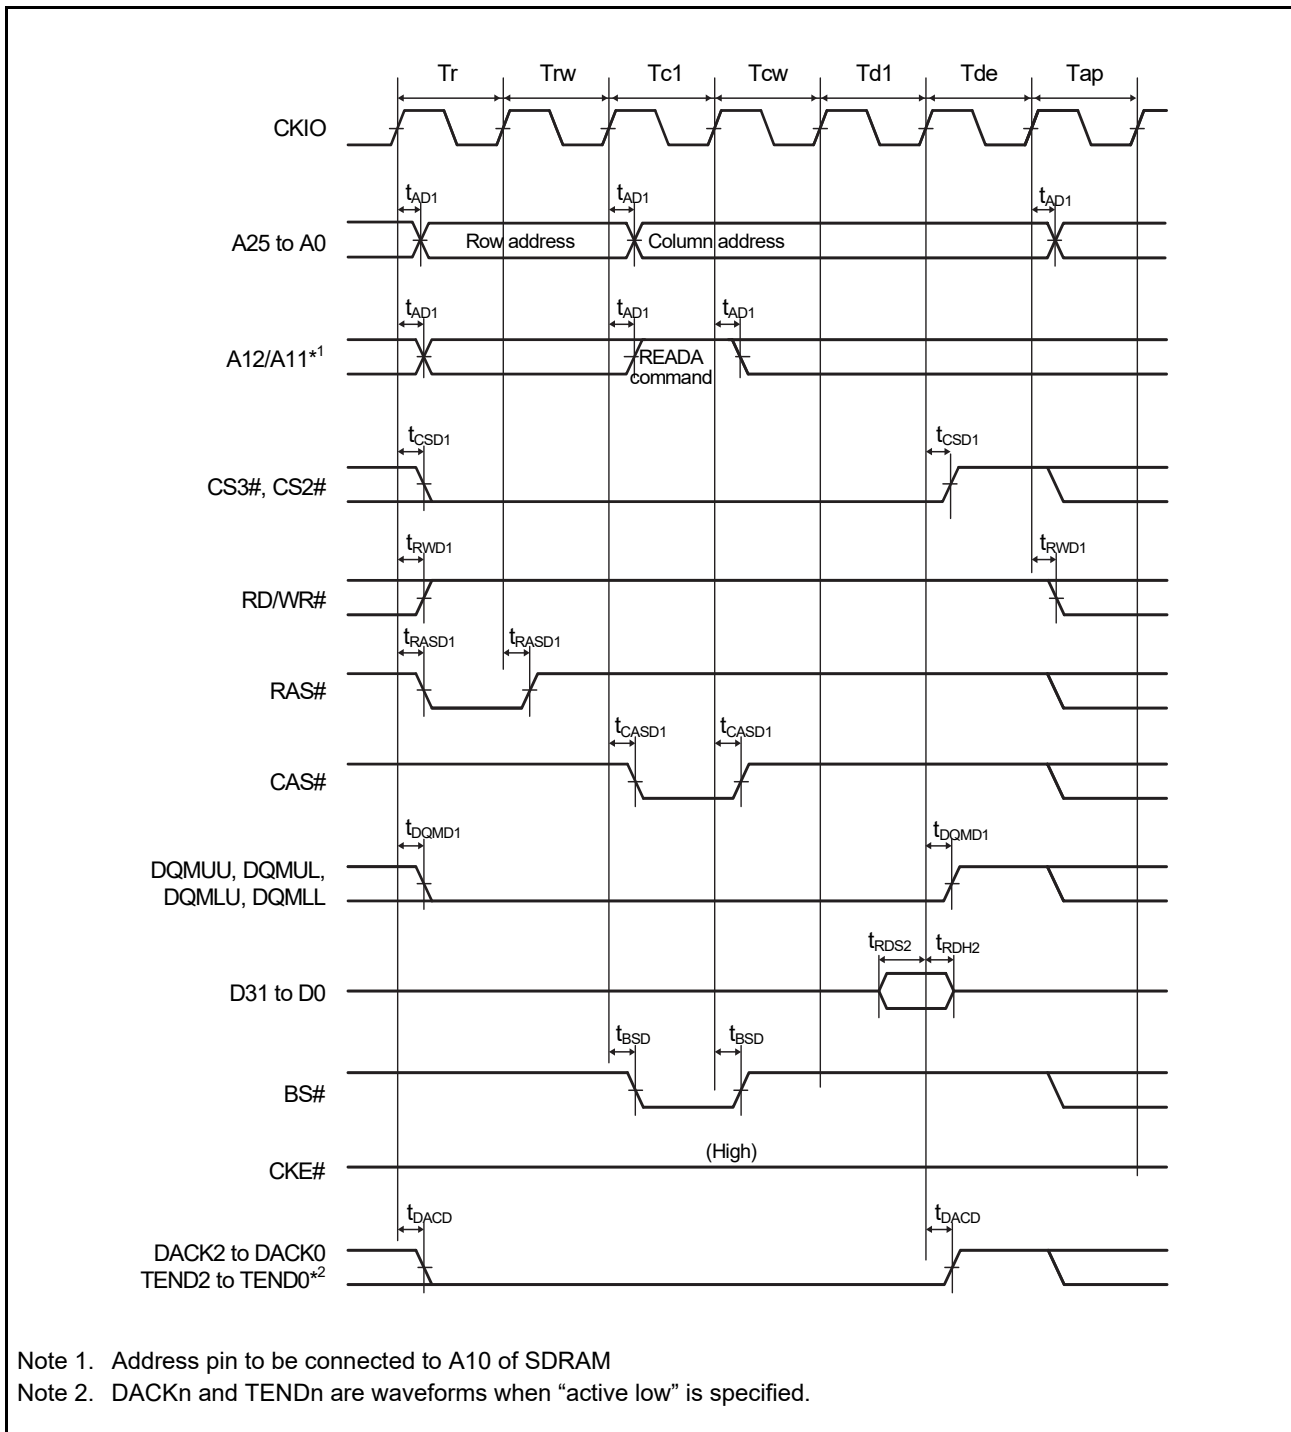 Tr Trw Tc1 Tcw Td1 Tde Tap
CKIO
tAD1 tAD1 tAD1
A25 to A0 Row address Column address
tAD1 tAD1 tAD1
A12/A11*1 READA
command
tCSD1 tCSD1
CS3#, CS2#
tRWD1 tRWD1
RD/WR#
tRASD1 tRASD1
RAS#
tCASD1 tCASD1
CAS#
tDQMD1 tDQMD1
DQMUU, DQMUL,
DQMLU, DQMLL
tRDS2 tRDH2
D31 to D0
tBSD tBSD
BS#
(High)
CKE#
tDACD tDACD
DACK2 to DACK0
TEND2 to TEND0*2
Note 1. Address pin to be connected to A10 of SDRAM
Note 2. DACKn and TENDn are waveforms when “active low” is specified.